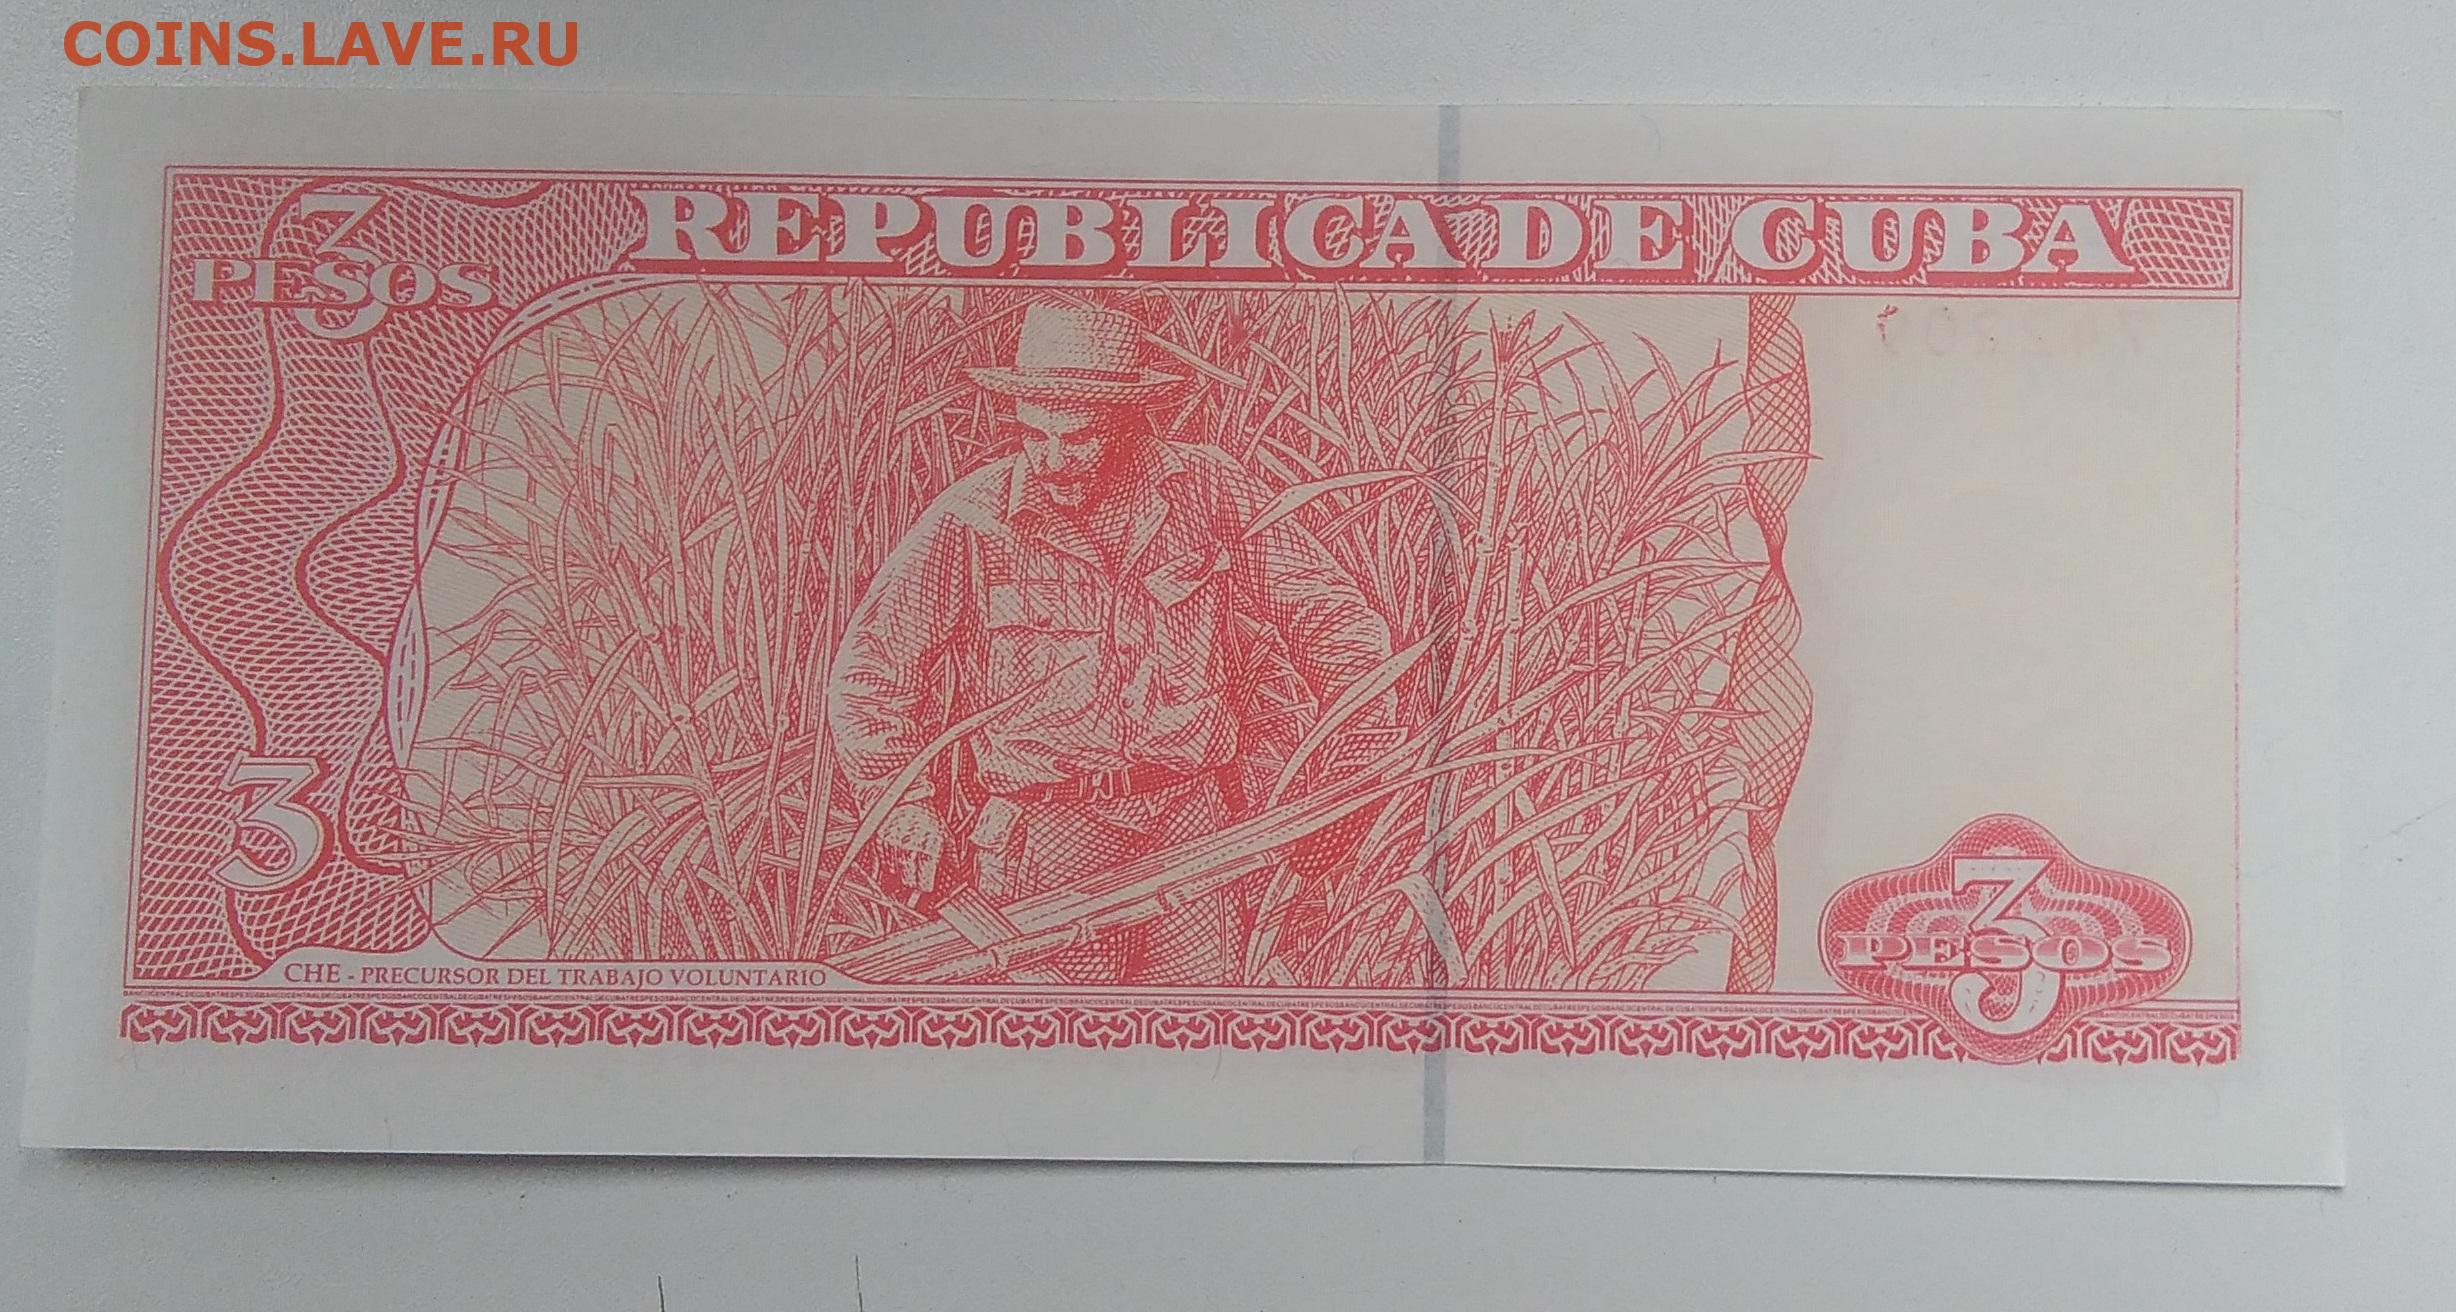 COINS.LAVE.RU
3
PESOS
REPUBLICA DE CUBA
3
CHE - PRECURSOR DEL TRABAJO VOLUNTARIO
3
PESOS